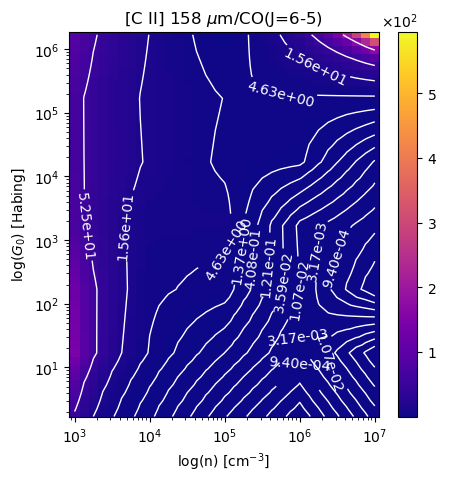 [C II] 158 μm/CO(J=6-5)
×10²
10⁶
10⁵
10⁴
10³
10²
10¹
log(G₀) [Habing]
1.56e+01
4.63e+00
5.25e+01
1.56e+01
4.63e+00
1.37e+00
4.08e-01
1.21e-01
3.59e-02
1.07e-02
3.17e-03
9.40e-04
3.17e-03
1.07e-02
9.40e-04
5
4
3
2
1
10³ 10⁴ 10⁵ 10⁶ 10⁷
log(n) [cm⁻³]